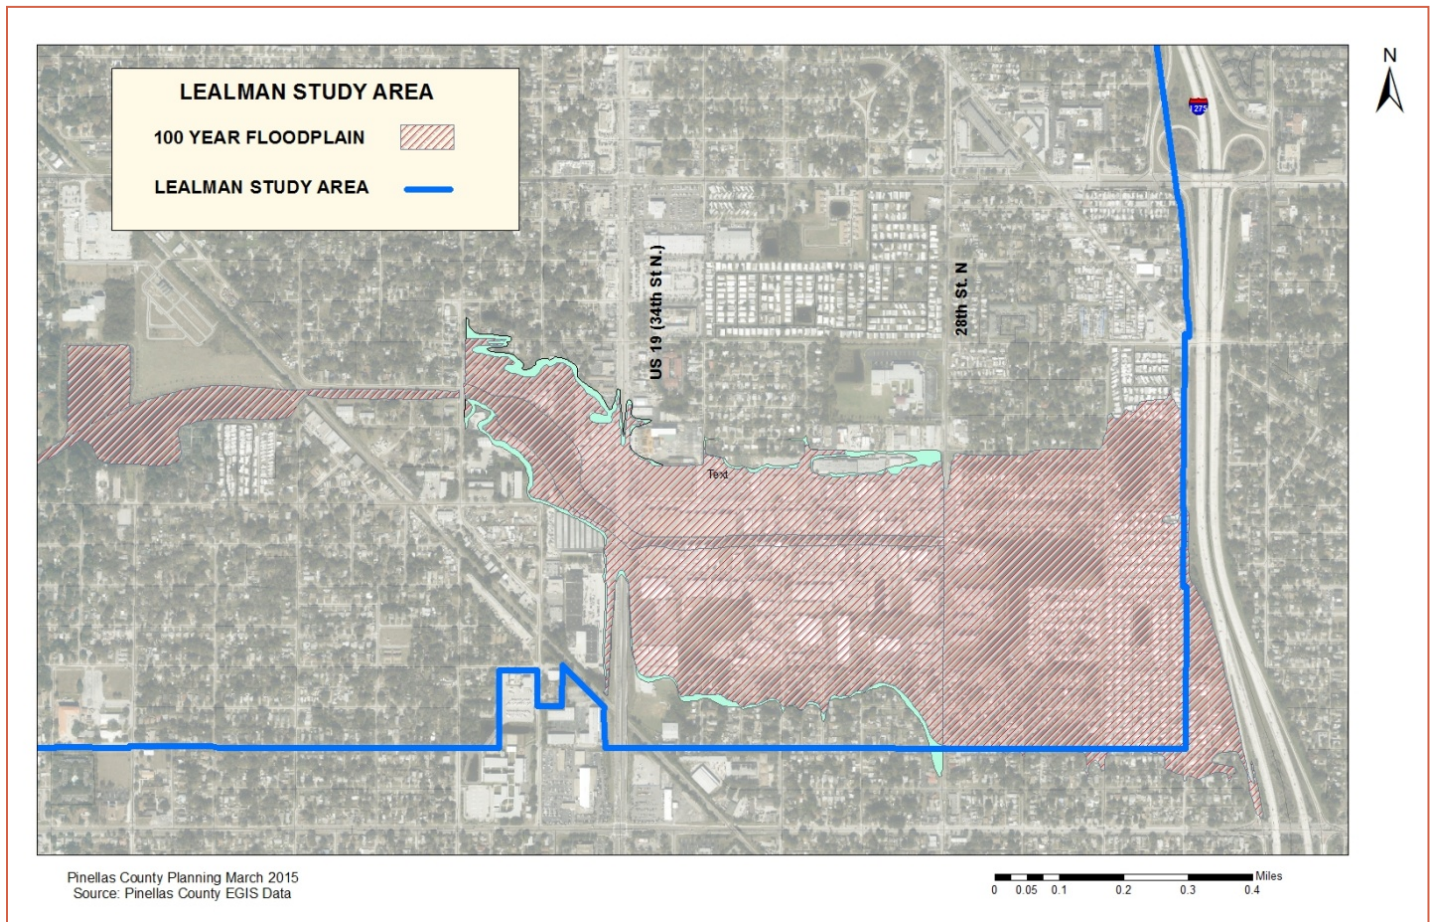 LEALMAN STUDY AREA
100 YEAR FLOODPLAIN
LEALMAN STUDY AREA
N
275
US 19 (34th St N.)
28th St. N
Text
Pinellas County Planning March 2015
Source: Pinellas County EGIS Data
Miles
0 0.05 0.1 0.2 0.3 0.4